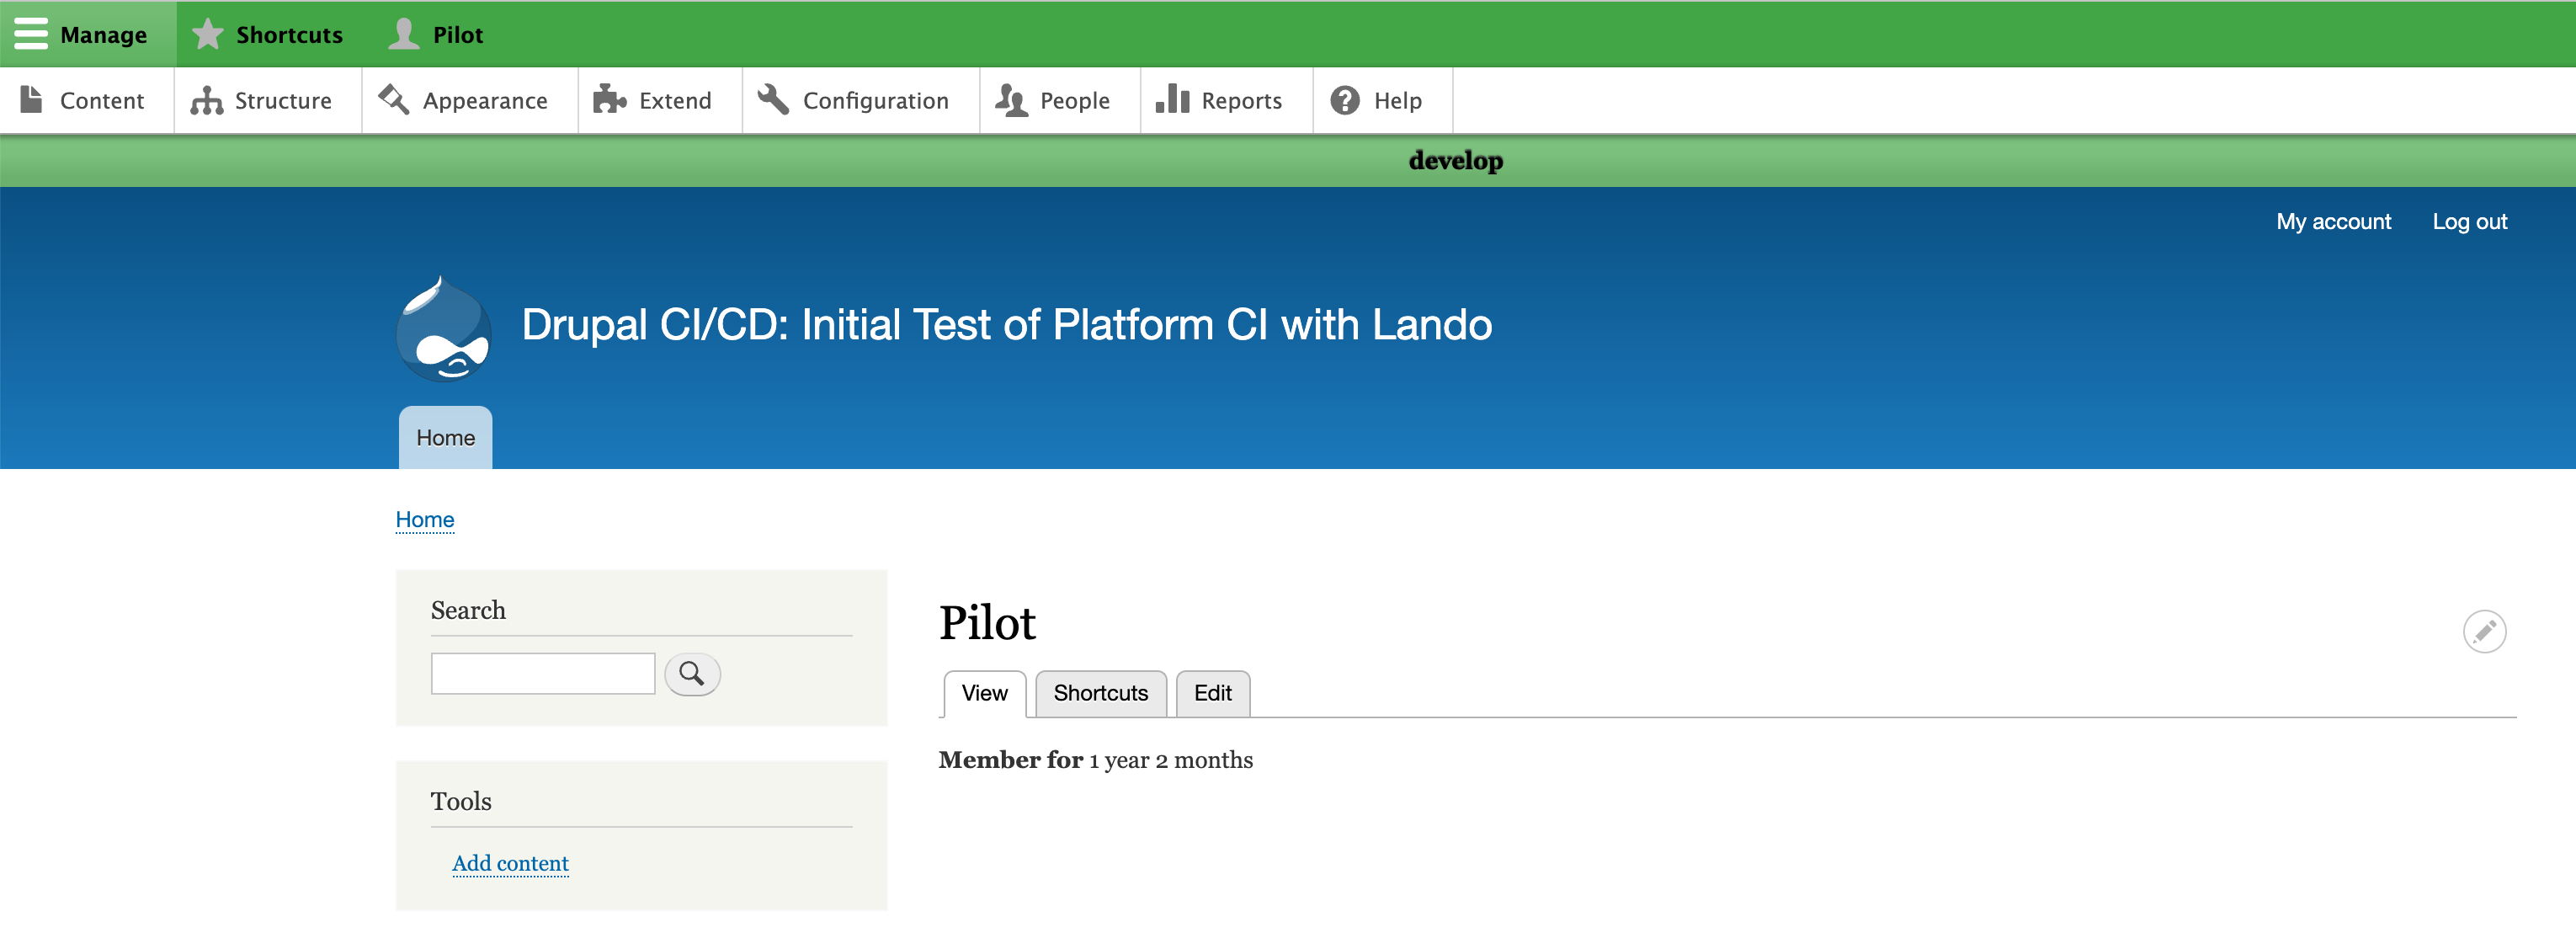 Manage Shortcuts Pilot
Content Structure Appearance Extend Configuration People Reports Help
develop
My account Log out
Drupal CI/CD: Initial Test of Platform CI with Lando
Home
Home
Search
Tools
Add content
Pilot
View Shortcuts Edit
Member for 1 year 2 months